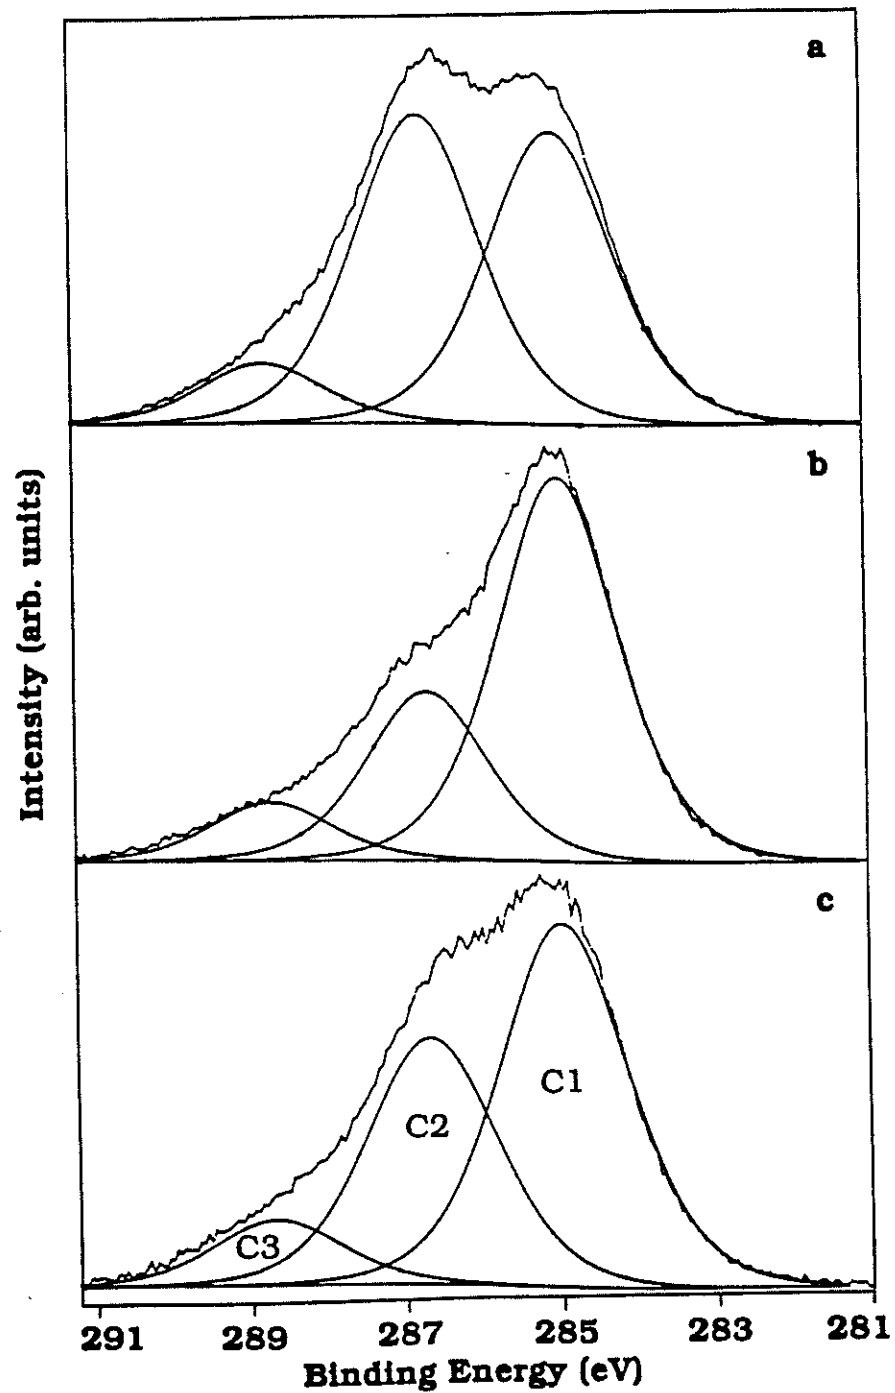 a
b
c
Intensity (arb. units)
C1
C2
C3
291 289 287 285 283 281
Binding Energy (eV)